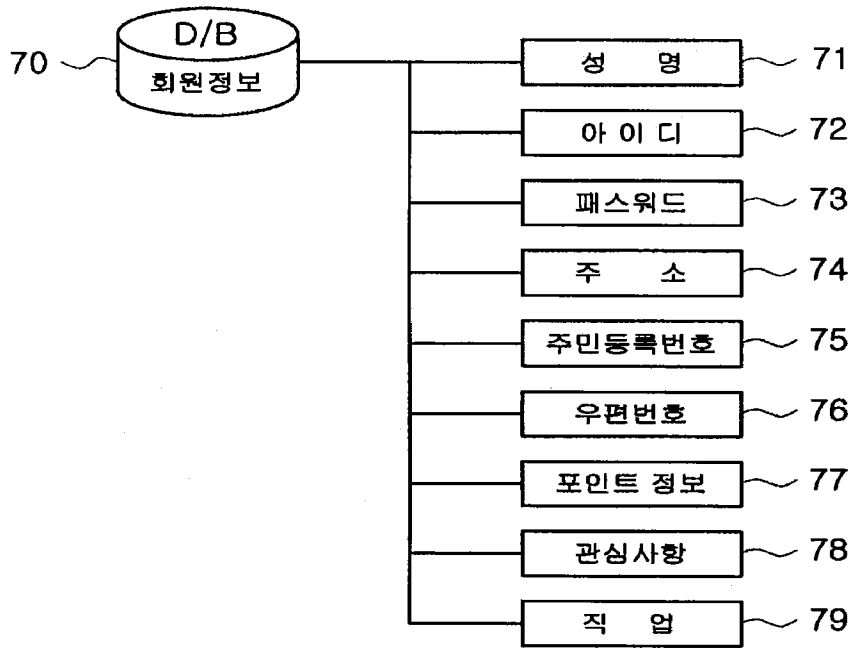 D/B
70 회원정보
성 명 71
아 이 디 72
패스워드 73
주 소 74
주민등록번호 75
우편번호 76
포인트 정보 77
관심사항 78
직 업 79